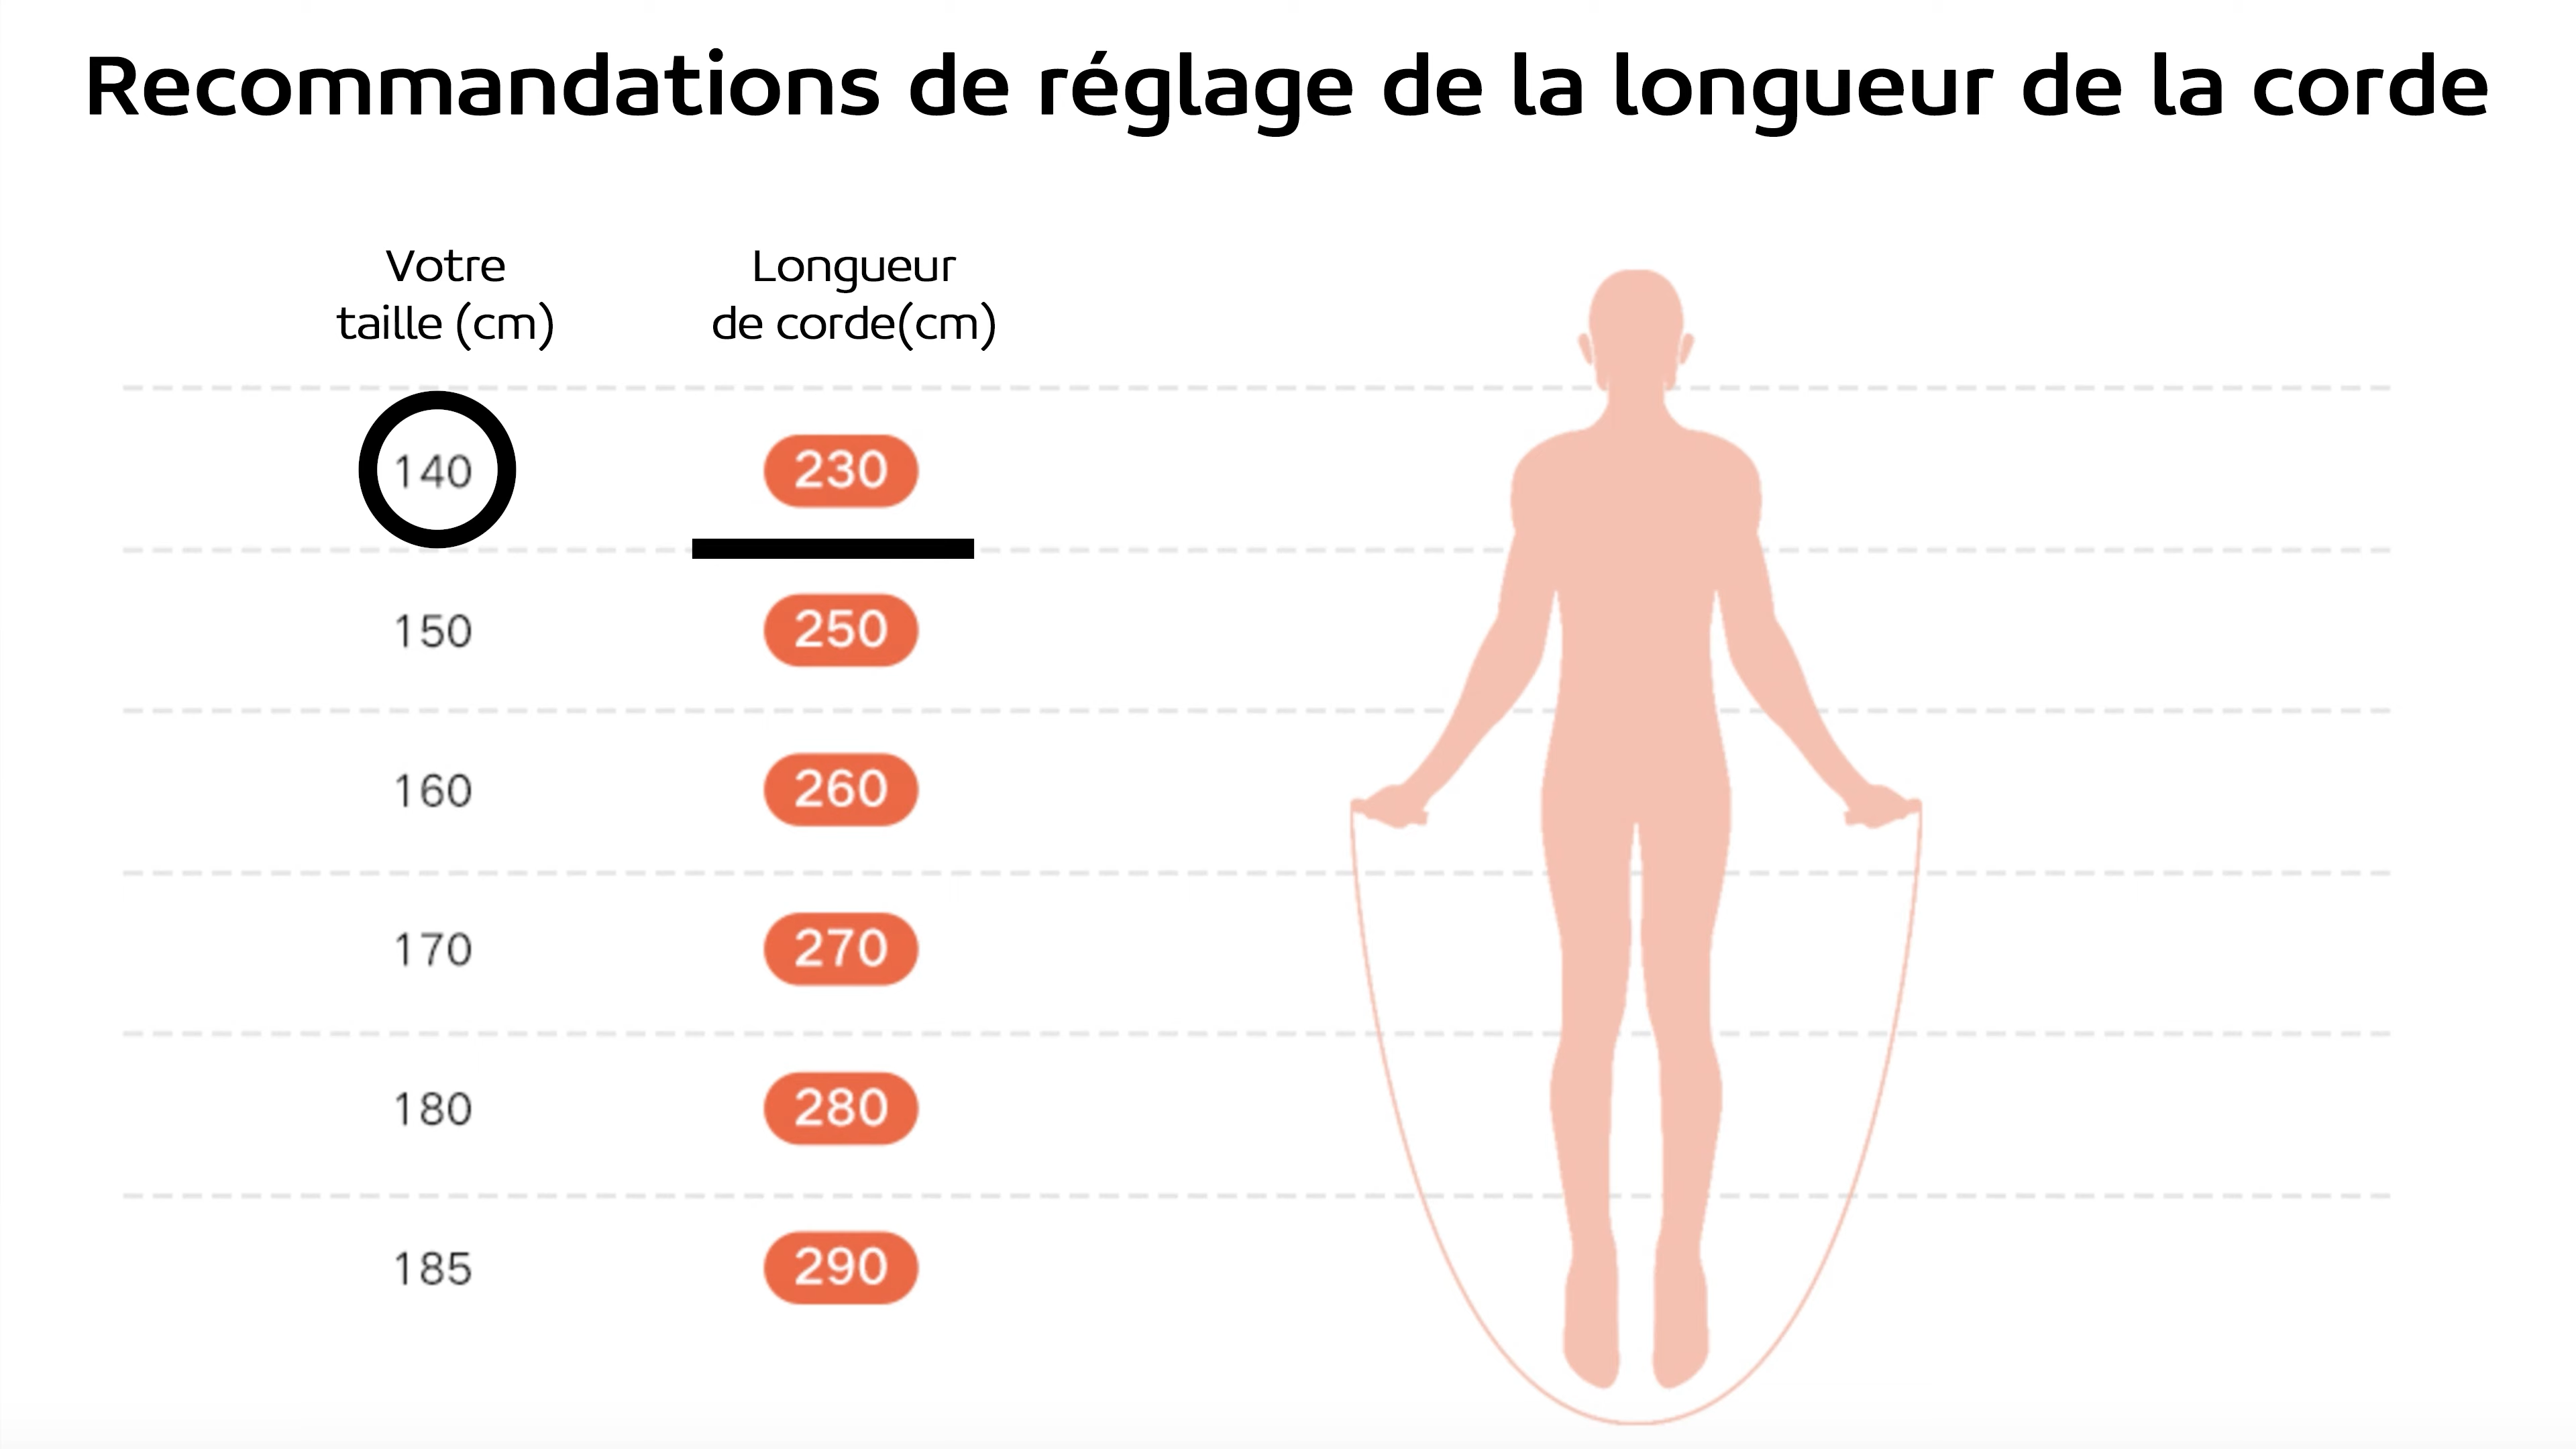 Recommandations de réglage de la longueur de la corde
Votre
taille (cm)
Longueur
de corde(cm)
140 230
150 250
160 260
170 270
180 280
185 290